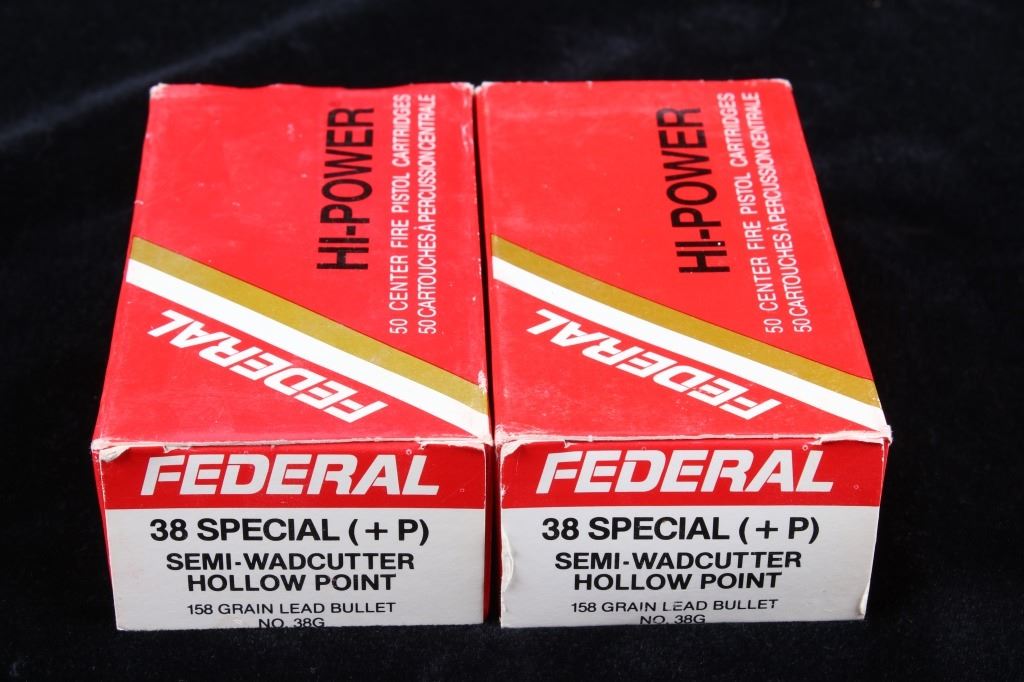 HI-POWER
50 CENTER FIRE PISTOL CARTRIDGES
50 CARTOUCHES À PERCUSSION CENTRALE
FEDERAL
FEDERAL
38 SPECIAL (+P)
SEMI-WADCUTTER
HOLLOW POINT
158 GRAIN LEAD BULLET
NO. 38G
HI-POWER
50 CENTER FIRE PISTOL CARTRIDGES
50 CARTOUCHES À PERCUSSION CENTRALE
FEDERAL
FEDERAL
38 SPECIAL (+P)
SEMI-WADCUTTER
HOLLOW POINT
158 GRAIN LEAD BULLET
NO. 38G